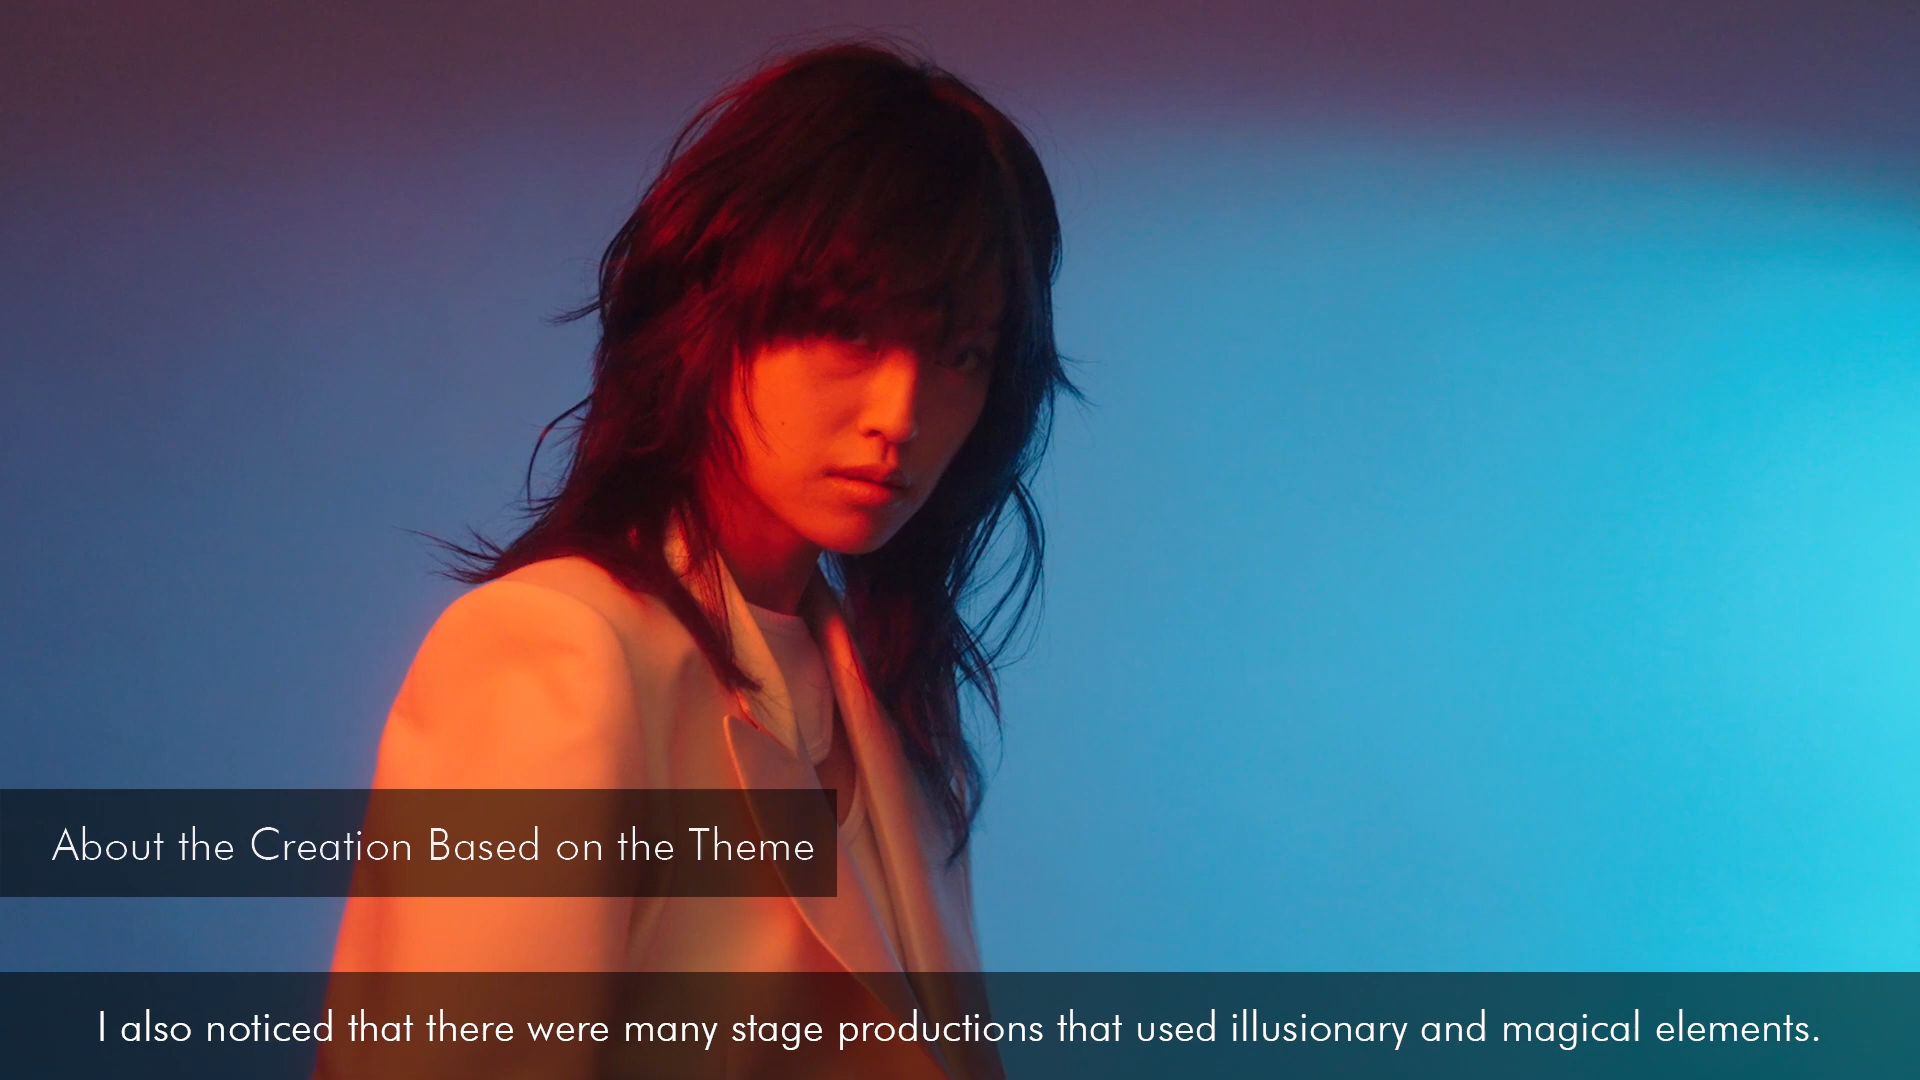 About the Creation Based on the Theme
I also noticed that there were many stage productions that used illusionary and magical elements.